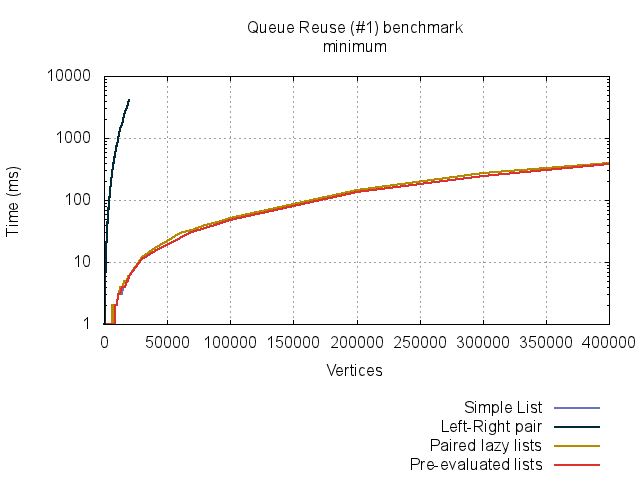 Queue Reuse (#1) benchmark
minimum
10000
1000
100
10
1
Time (ms)
0 50000 100000 150000 200000 250000 300000 350000 400000
Vertices
Simple List
Left-Right pair
Paired lazy lists
Pre-evaluated lists